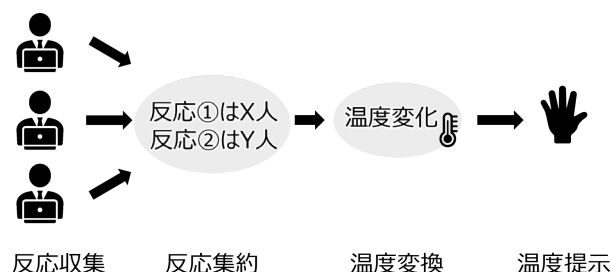 反応①はX人
反応②はY人
温度変化
反応収集
反応集約
温度変換
温度提示